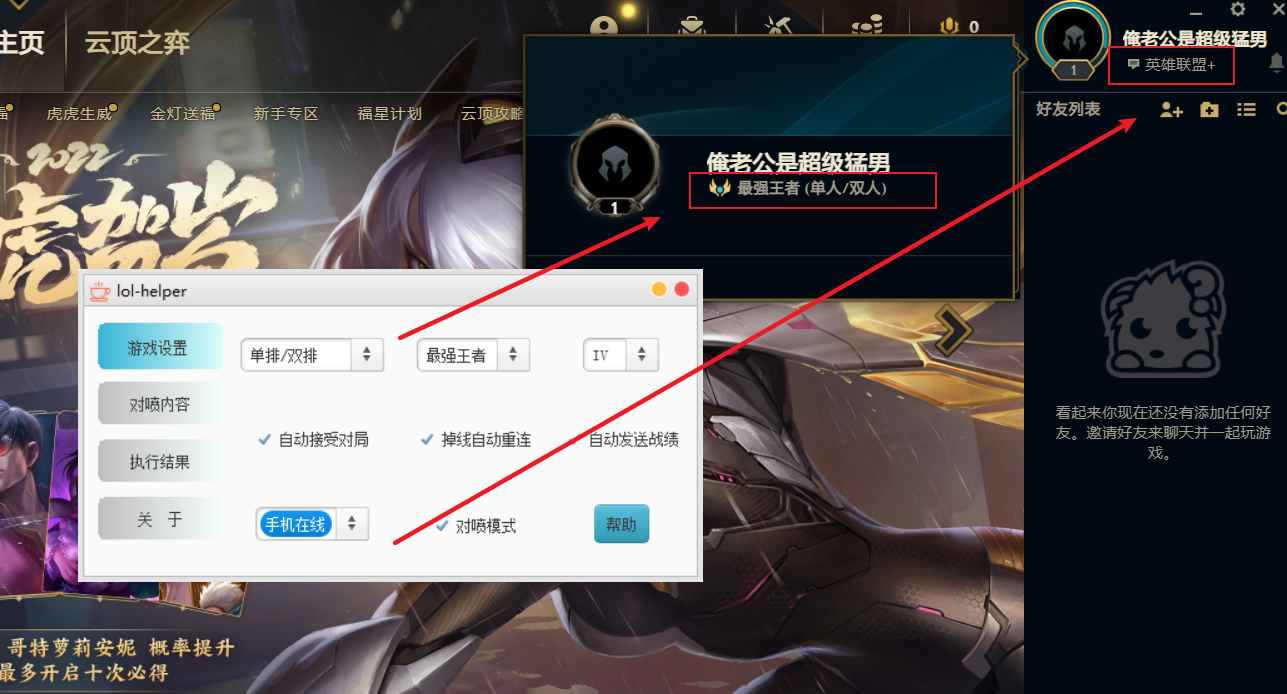 主页
云顶之弈
0
俺老公是超级猛男
1
英雄联盟+
福
虎虎生威
金灯送福
新手专区
福星计划
云顶攻略
好友列表
2022
虎驾岁
俺老公是超级猛男
1
最强王者 (单人/双人)
lol-helper
游戏设置
单排/双排
最强王者
IV
对喷内容
自动接受对局
掉线自动重连
自动发送战绩
执行结果
关 于
手机在线
对喷模式
帮助
看起来你现在还没有添加任何好
友。邀请好友来聊天并一起玩游
戏。
哥特萝莉安妮 概率提升
最多开启十次必得